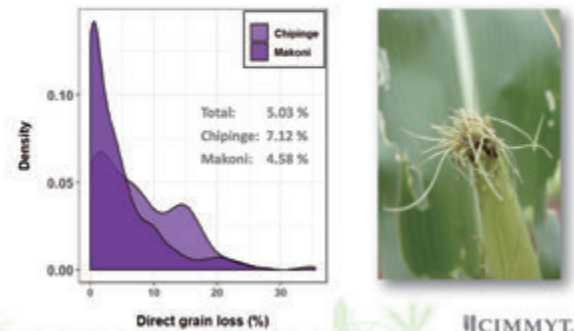 Chipinge
Makoni
0.10
0.05
0.00
Density
Total: 5.03 %
Chipinge: 7.12 %
Makoni: 4.58 %
0
10
30
Direct grain loss (%)
CIMMYT